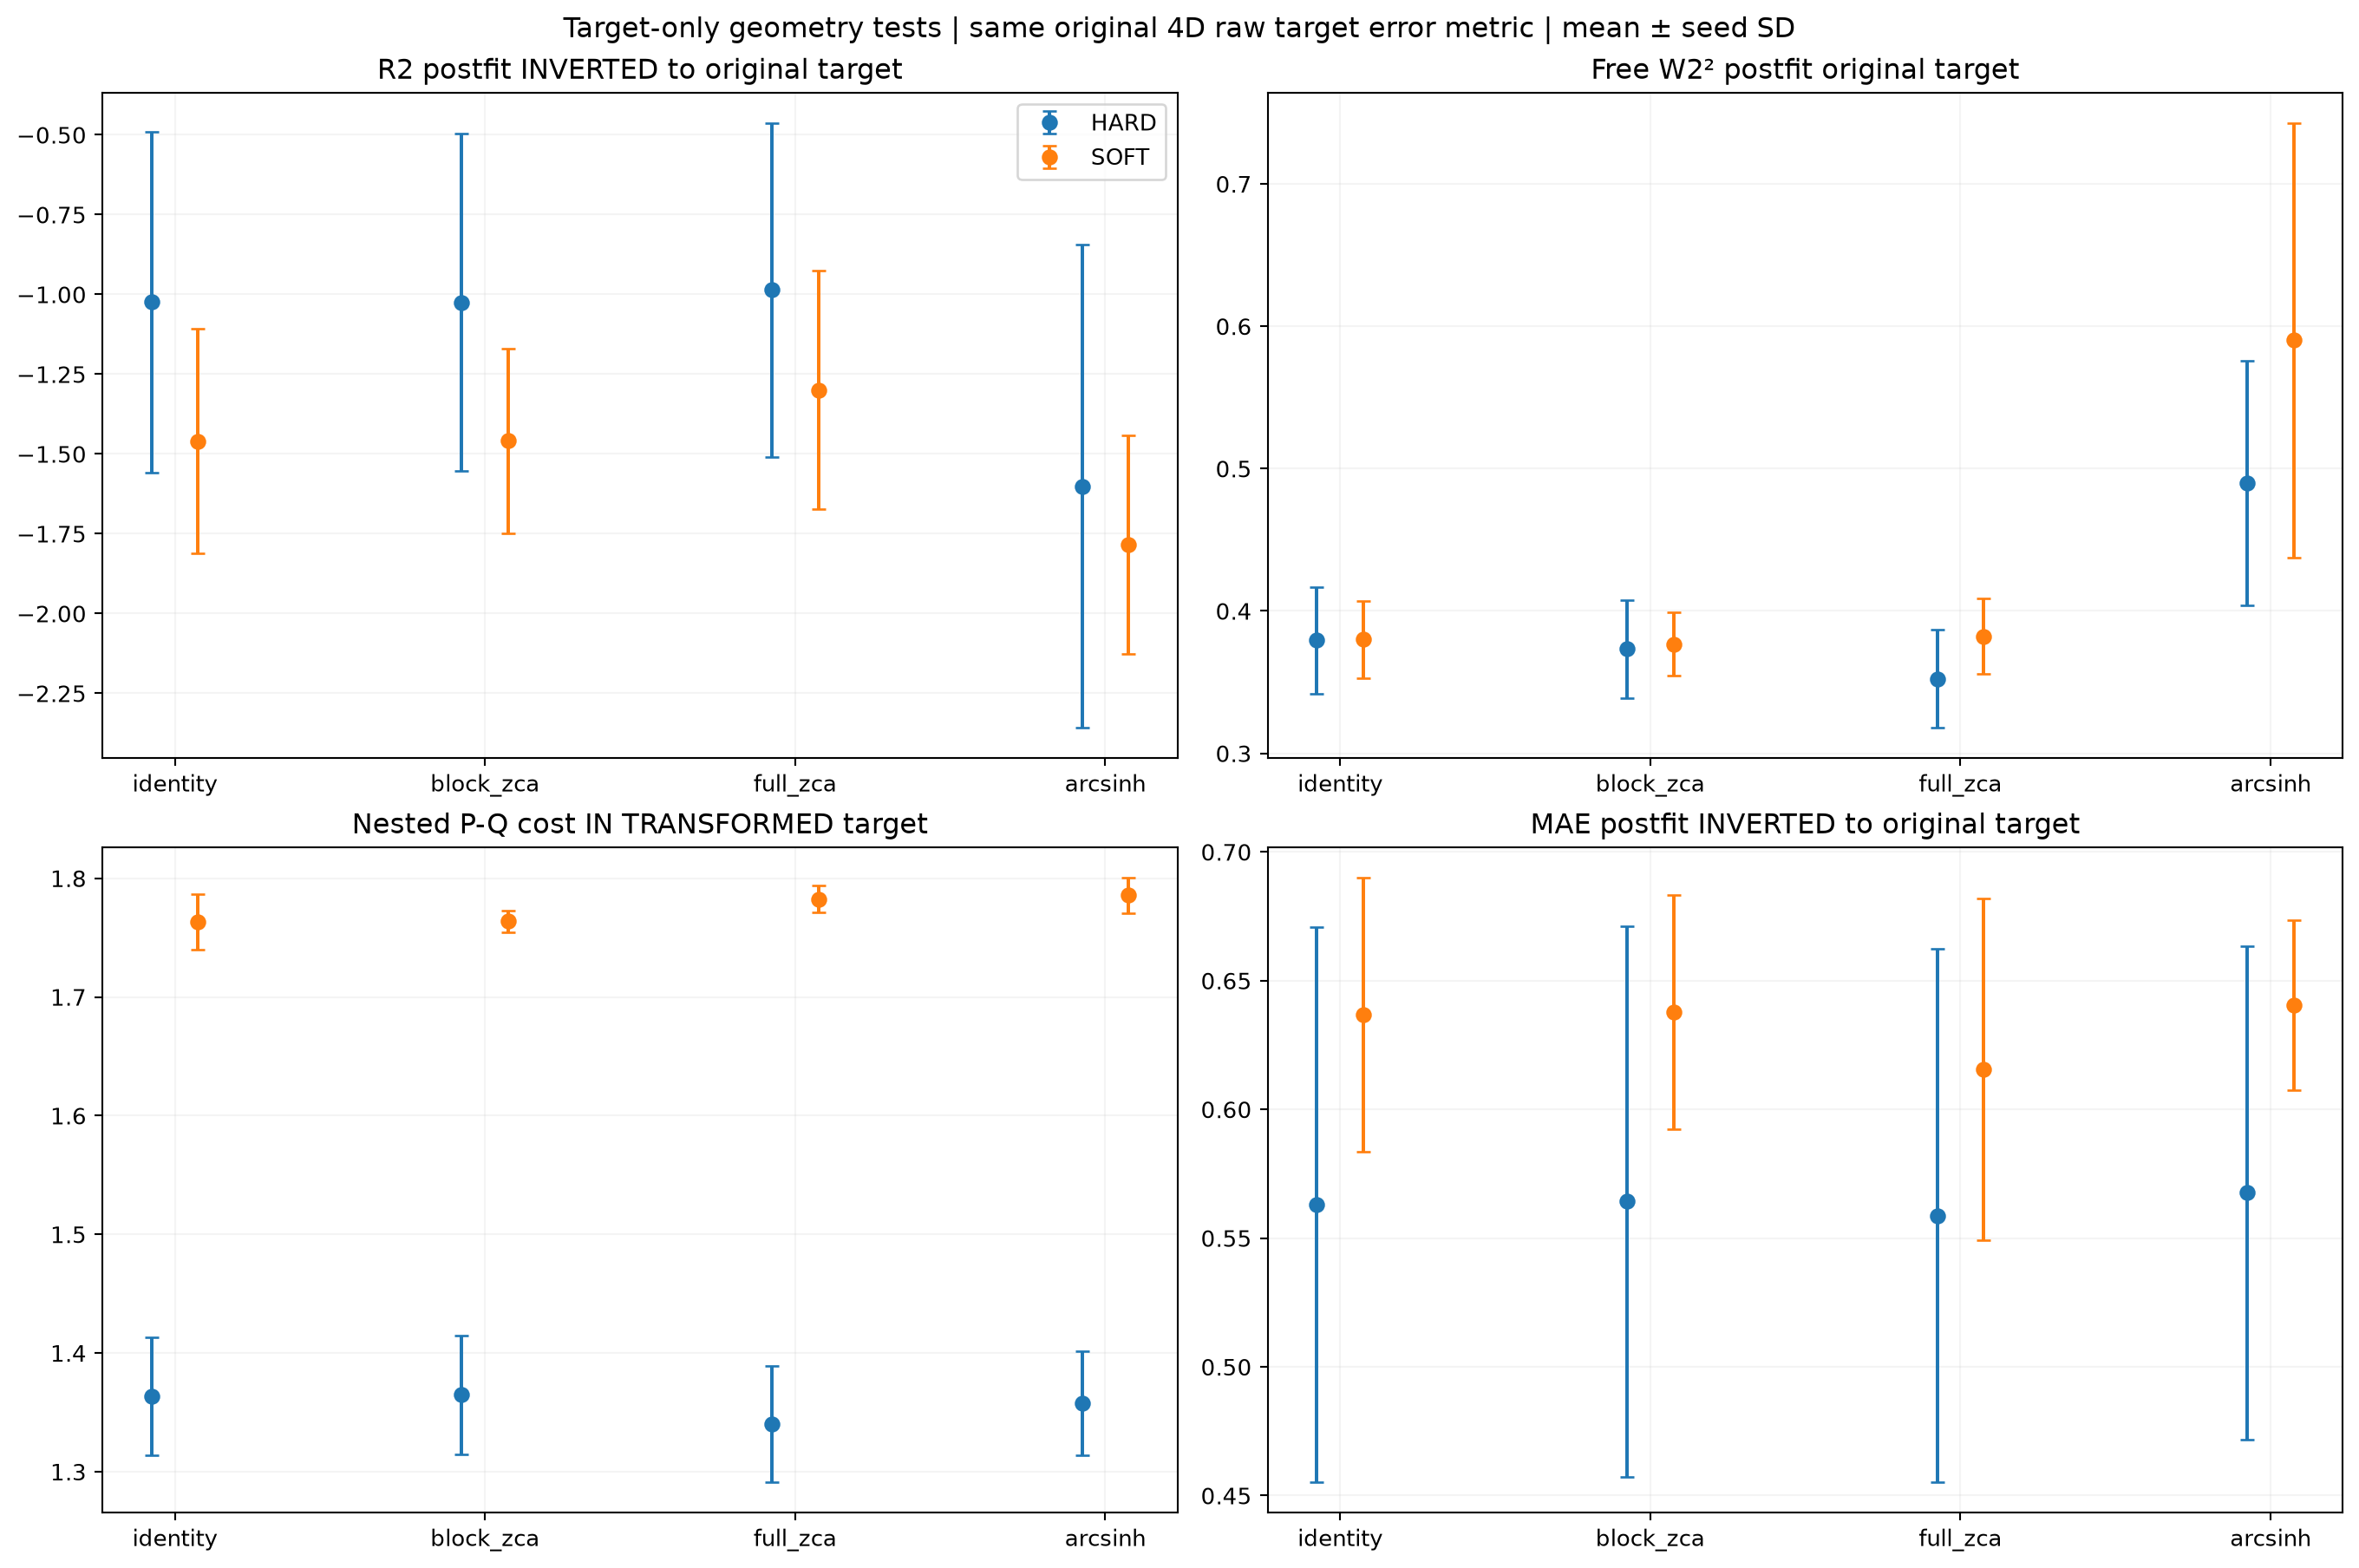 Target-only geometry tests | same original 4D raw target error metric | mean ± seed SD
R2 postfit INVERTED to original target
HARD
SOFT
−0.50
−0.75
−1.00
−1.25
−1.50
−1.75
−2.00
−2.25
identity
block_zca
full_zca
arcsinh
Free W2² postfit original target
0.7
0.6
0.5
0.4
0.3
identity
block_zca
full_zca
arcsinh
Nested P-Q cost IN TRANSFORMED target
1.8
1.7
1.6
1.5
1.4
1.3
identity
block_zca
full_zca
arcsinh
MAE postfit INVERTED to original target
0.70
0.65
0.60
0.55
0.50
0.45
identity
block_zca
full_zca
arcsinh